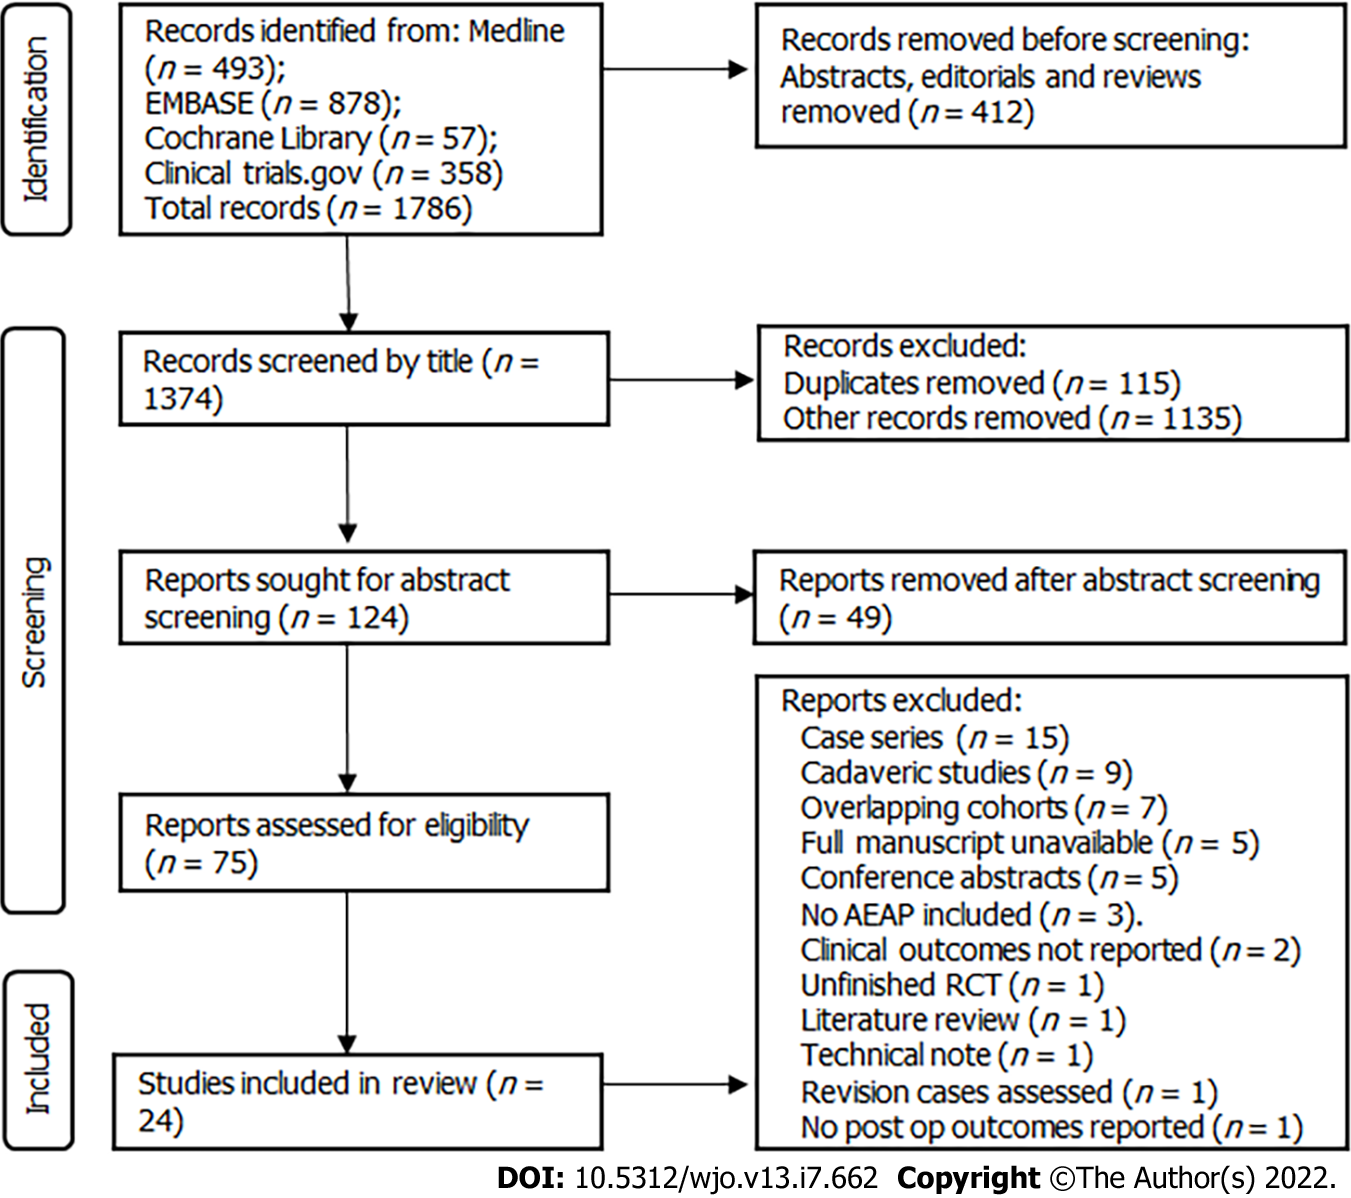 Identification
Records identified from: Medline
(n = 493);
EMBASE (n = 878);
Cochrane Library (n = 57);
Clinical trials.gov (n = 358)
Total records (n = 1786)
Records removed before screening:
Abstracts, editorials and reviews
removed (n = 412)
Screening
Records screened by title (n =
1374)
Records excluded:
Duplicates removed (n = 115)
Other records removed (n = 1135)
Reports sought for abstract
screening (n = 124)
Reports removed after abstract screening
(n = 49)
Reports assessed for eligibility
(n = 75)
Reports excluded:
Case series (n = 15)
Cadaveric studies (n = 9)
Overlapping cohorts (n = 7)
Full manuscript unavailable (n = 5)
Conference abstracts (n = 5)
No AEAP included (n = 3).
Clinical outcomes not reported (n = 2)
Unfinished RCT (n = 1)
Literature review (n = 1)
Technical note (n = 1)
Revision cases assessed (n = 1)
No post op outcomes reported (n = 1)
Included
Studies included in review (n =
24)
DOI: 10.5312/wjo.v13.i7.662 Copyright ©The Author(s) 2022.